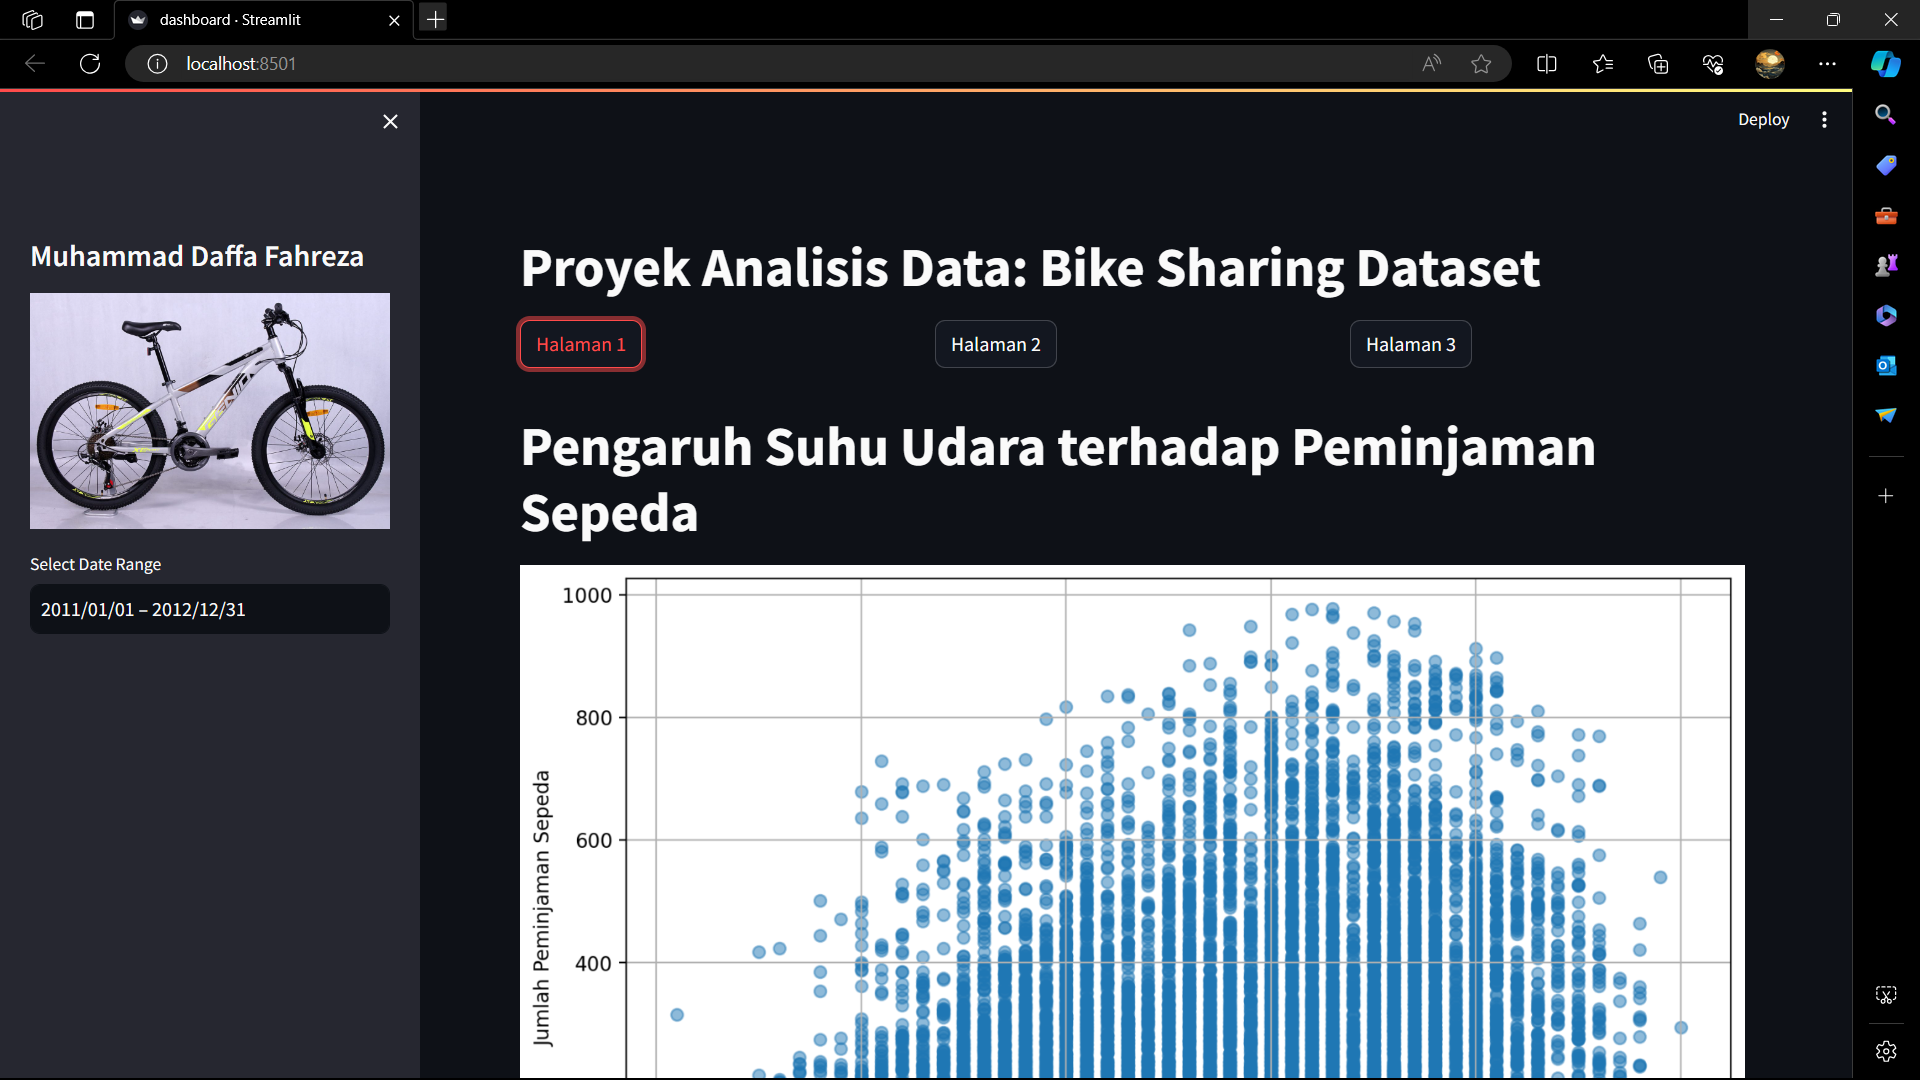 dashboard · Streamlit
localhost:8501
Deploy
Muhammad Daffa Fahreza
Select Date Range
2011/01/01 – 2012/12/31
Proyek Analisis Data: Bike Sharing Dataset
Halaman 1
Halaman 2
Halaman 3
Pengaruh Suhu Udara terhadap Peminjaman
Sepeda
1000
800
600
400
Jumlah Peminjaman Sepeda